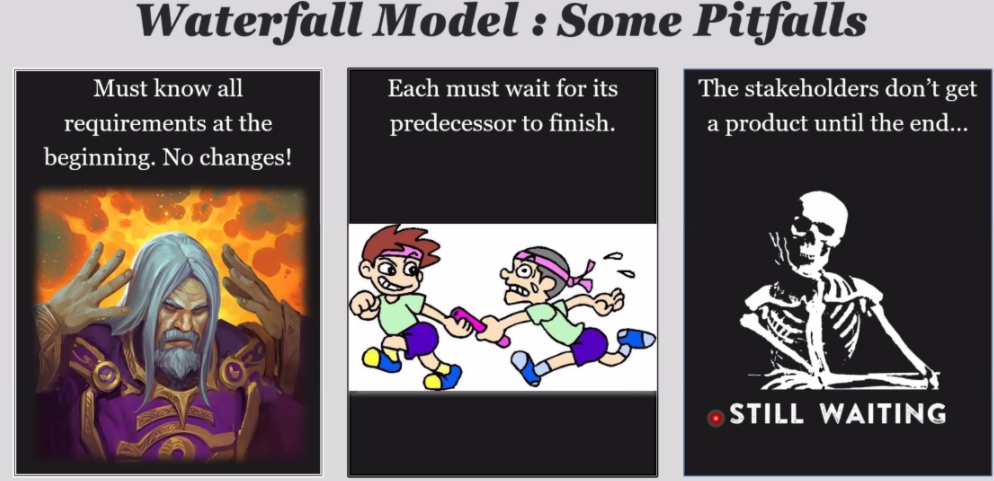 Waterfall Model : Some Pitfalls
Must know all
requirements at the
beginning. No changes!
Each must wait for its
predecessor to finish.
The stakeholders don’t get
a product until the end...
STILL WAITING